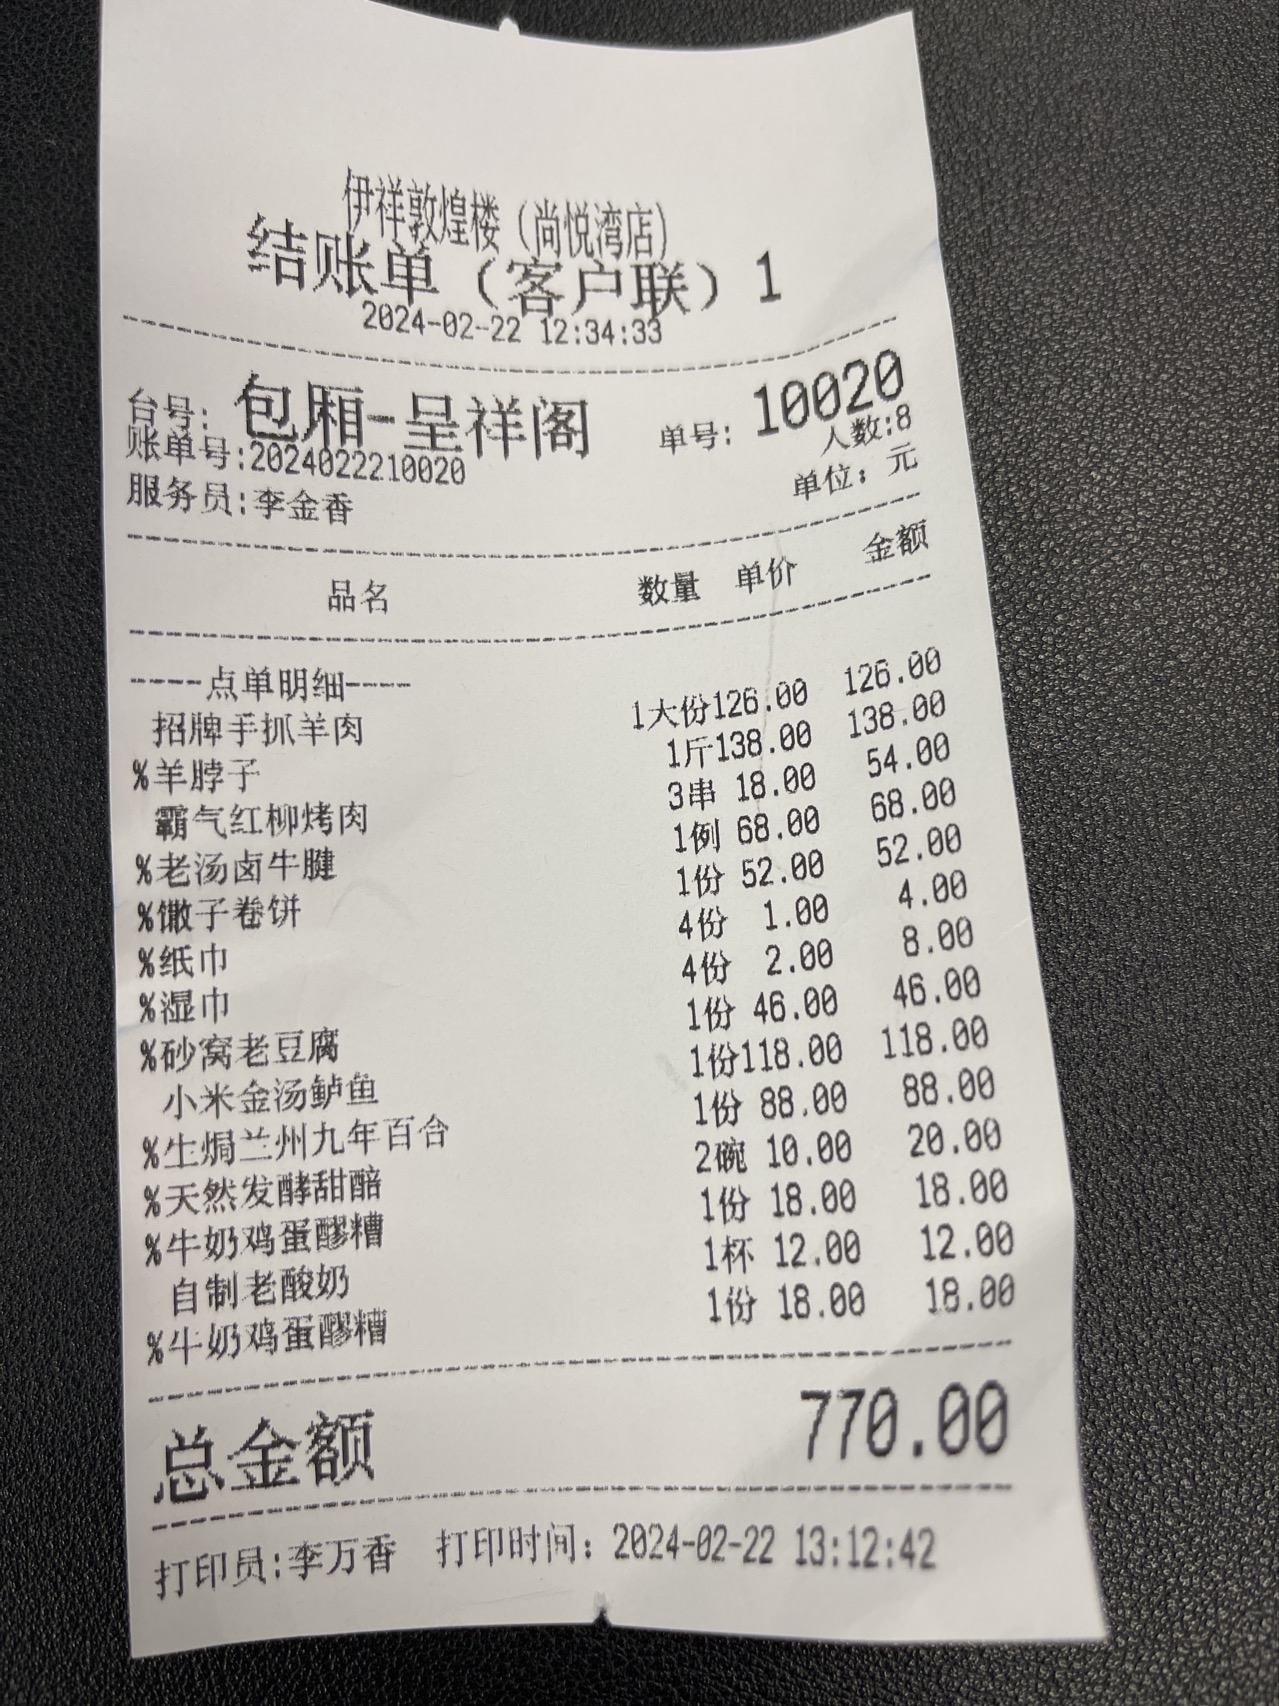 伊祥敦煌楼（尚悦湾店）
结账单（客户联）1
2024-02-22 12:34:33
台号: 包厢-呈祥阁 单号: 10020
账单号:2024022210020 人数:8
服务员:李金香 单位: 元
品名 数量 单价 金额
----点单明细----
招牌手抓羊肉 1大份126.00 126.00
%羊脖子 1斤138.00 138.00
霸气红柳烤肉 3串 18.00 54.00
%老汤卤牛腱 1例 68.00 68.00
%馓子卷饼 1份 52.00 52.00
%纸巾 4份 1.00 4.00
%湿巾 4份 2.00 8.00
%砂窝老豆腐 1份 46.00 46.00
小米金汤鲈鱼 1份118.00 118.00
%生焗兰州九年百合 1份 88.00 88.00
%天然发酵甜醅 2碗 10.00 20.00
%牛奶鸡蛋醪糟 1份 18.00 18.00
自制老酸奶 1杯 12.00 12.00
%牛奶鸡蛋醪糟 1份 18.00 18.00
总金额 770.00
打印员:李万香 打印时间: 2024-02-22 13:12:42